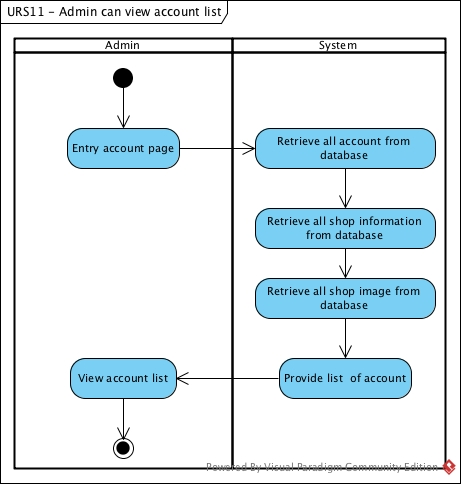 URS11 - Admin can view account list
Admin
System
Entry account page
Retrieve all account from
database
Retrieve all shop information
from database
Retrieve all shop image from
database
View account list
Provide list of account
Powered By Visual Paradigm Community Edition